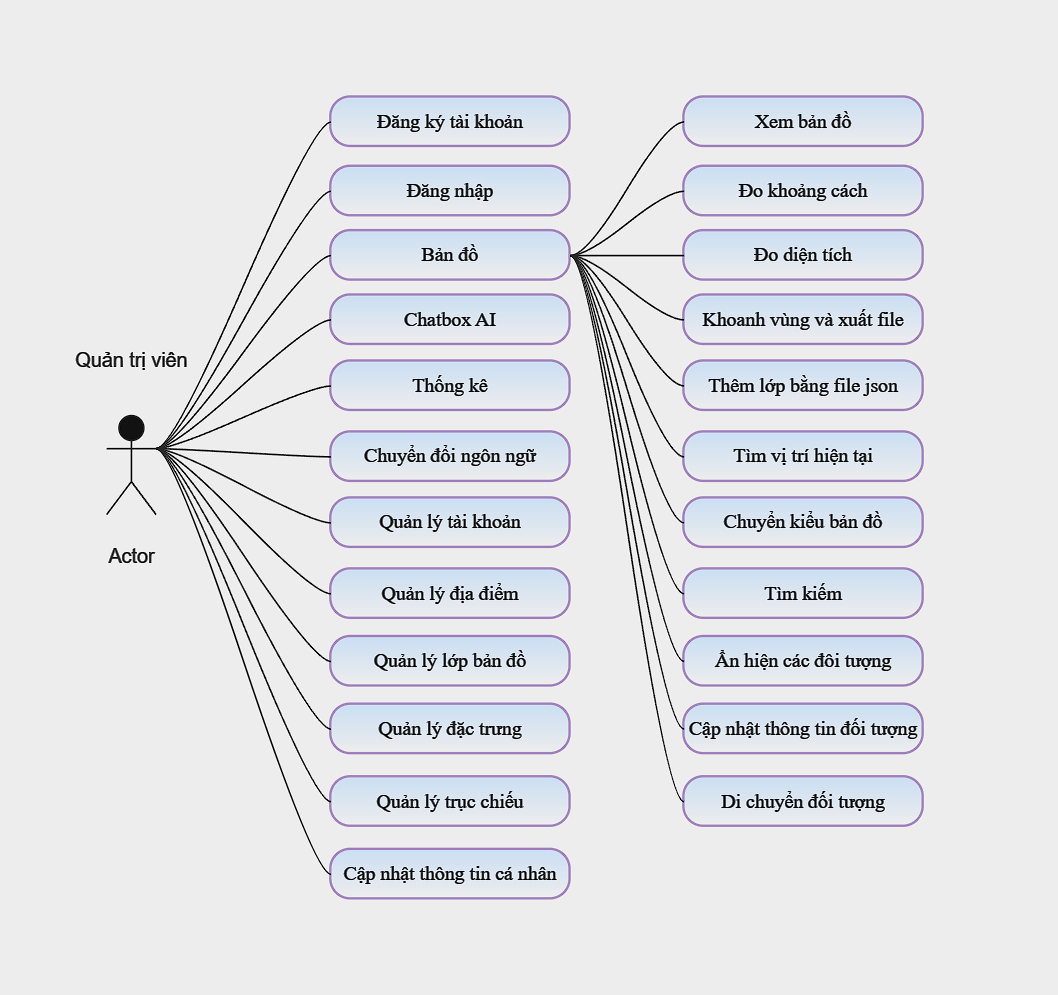 Quản trị viên
Actor
Đăng ký tài khoản
Đăng nhập
Bản đồ
Chatbox AI
Thống kê
Chuyển đổi ngôn ngữ
Quản lý tài khoản
Quản lý địa điểm
Quản lý lớp bản đồ
Quản lý đặc trưng
Quản lý trục chiếu
Cập nhật thông tin cá nhân
Xem bản đồ
Đo khoảng cách
Đo diện tích
Khoanh vùng và xuất file
Thêm lớp bằng file json
Tìm vị trí hiện tại
Chuyển kiểu bản đồ
Tìm kiếm
Ẩn hiện các đôi tượng
Cập nhật thông tin đối tượng
Di chuyển đối tượng